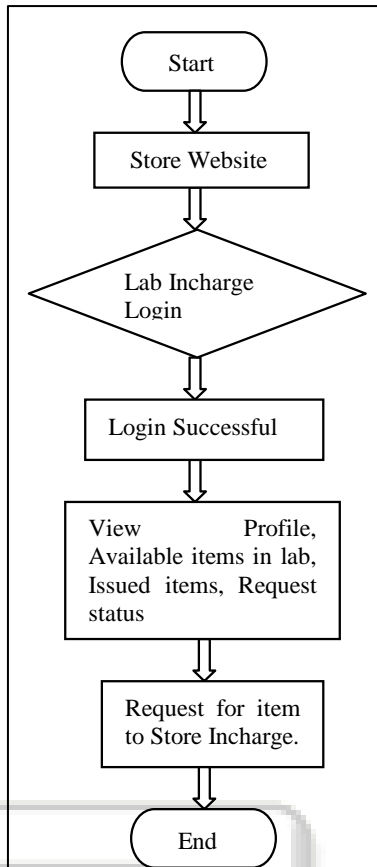 Start
Store Website
Lab Incharge
Login
Login Successful
View Profile,
Available items in lab,
Issued items, Request
status
Request for item
to Store Incharge.
End